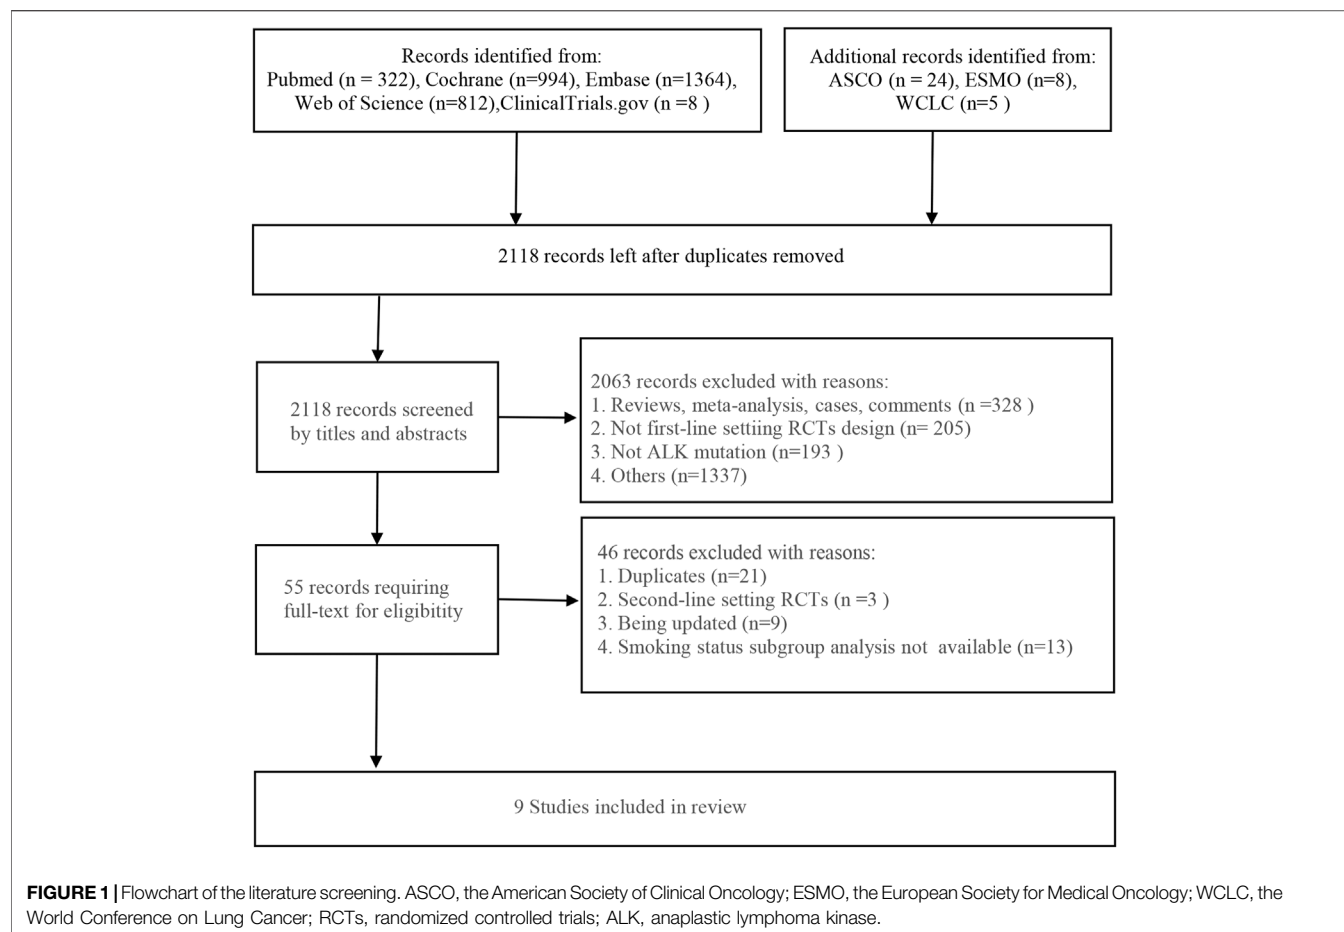 Records identified from:
Pubmed (n = 322), Cochrane (n=994), Embase (n=1364),
Web of Science (n=812),ClinicalTrials.gov (n =8 )
Additional records identified from:
ASCO (n = 24), ESMO (n=8),
WCLC (n=5 )
2118 records left after duplicates removed
2118 records screened
by titles and abstracts
2063 records excluded with reasons:
1. Reviews, meta-analysis, cases, comments (n =328 )
2. Not first-line settiing RCTs design (n= 205)
3. Not ALK mutation (n=193 )
4. Others (n=1337)
55 records requiring
full-text for eligibitity
46 records excluded with reasons:
1. Duplicates (n=21)
2. Second-line setting RCTs (n =3 )
3. Being updated (n=9)
4. Smoking status subgroup analysis not available (n=13)
9 Studies included in review
FIGURE 1 | Flowchart of the literature screening. ASCO, the American Society of Clinical Oncology; ESMO, the European Society for Medical Oncology; WCLC, the
World Conference on Lung Cancer; RCTs, randomized controlled trials; ALK, anaplastic lymphoma kinase.